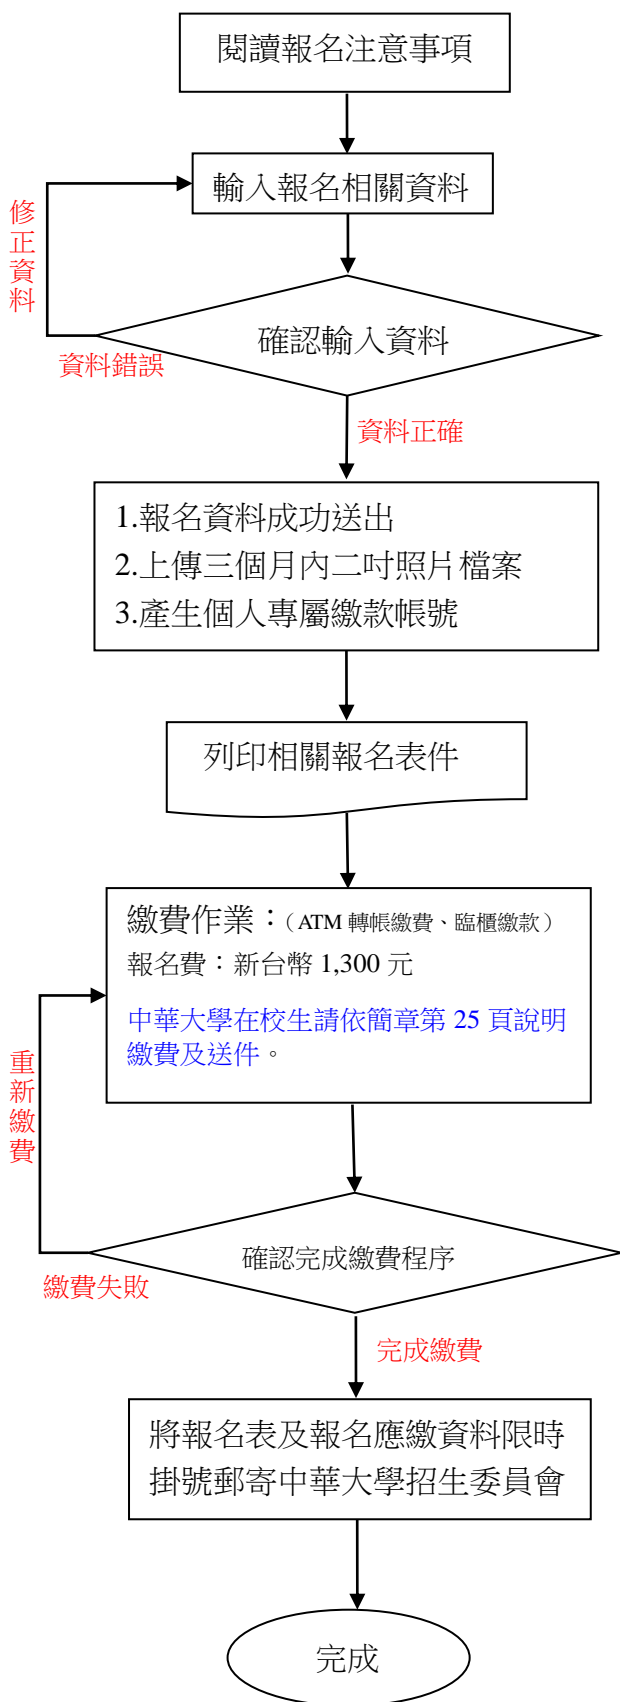 閱讀報名注意事項
輸入報名相關資料
修正資料
確認輸入資料
資料錯誤
資料正確
1.報名資料成功送出
2.上傳三個月內二吋照片檔案
3.產生個人專屬繳款帳號
列印相關報名表件
繳費作業：（ATM 轉帳繳費、臨櫃繳款）
報名費：新台幣 1,300 元
中華大學在校生請依簡章第 25 頁說明
繳費及送件。
重新繳費
確認完成繳費程序
繳費失敗
完成繳費
將報名表及報名應繳資料限時
掛號郵寄中華大學招生委員會
完成